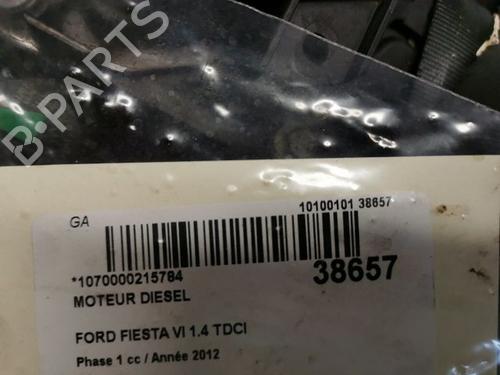 B-PARTS
10100101 38657
GA
*1070000215784
38657
MOTEUR DIESEL
FORD FIESTA VI 1.4 TDCI
Phase 1 cc / Année 2012